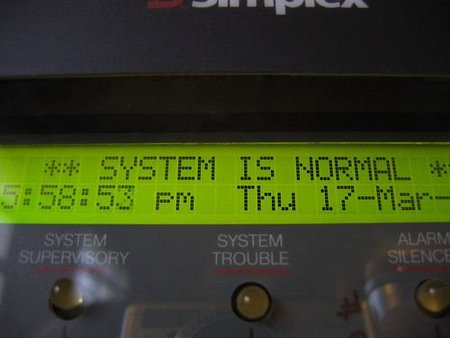 Simplex
** SYSTEM IS NORMAL *
5:58:53 pm Thu 17-Mar-
SYSTEM SUPERVISORY
SYSTEM TROUBLE
ALARM SILENCE